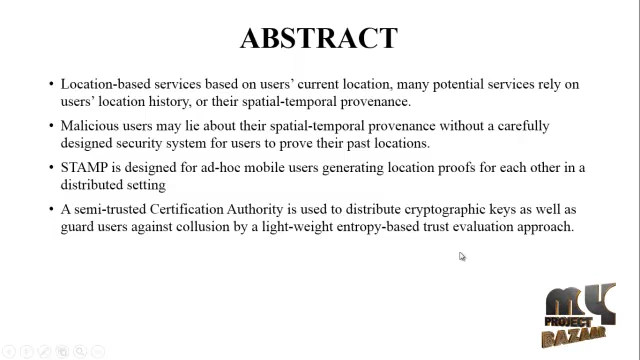 ABSTRACT
• Location-based services based on users' current location, many potential services rely on
users' location history, or their spatial-temporal provenance.
• Malicious users may lie about their spatial-temporal provenance without a carefully
designed security system for users to prove their past locations.
• STAMP is designed for ad-hoc mobile users generating location proofs for each other in a
distributed setting
• A semi-trusted Certification Authority is used to distribute cryptographic keys as well as
guard users against collusion by a light-weight entropy-based trust evaluation approach.
MY
PROJECT
BAZAAR